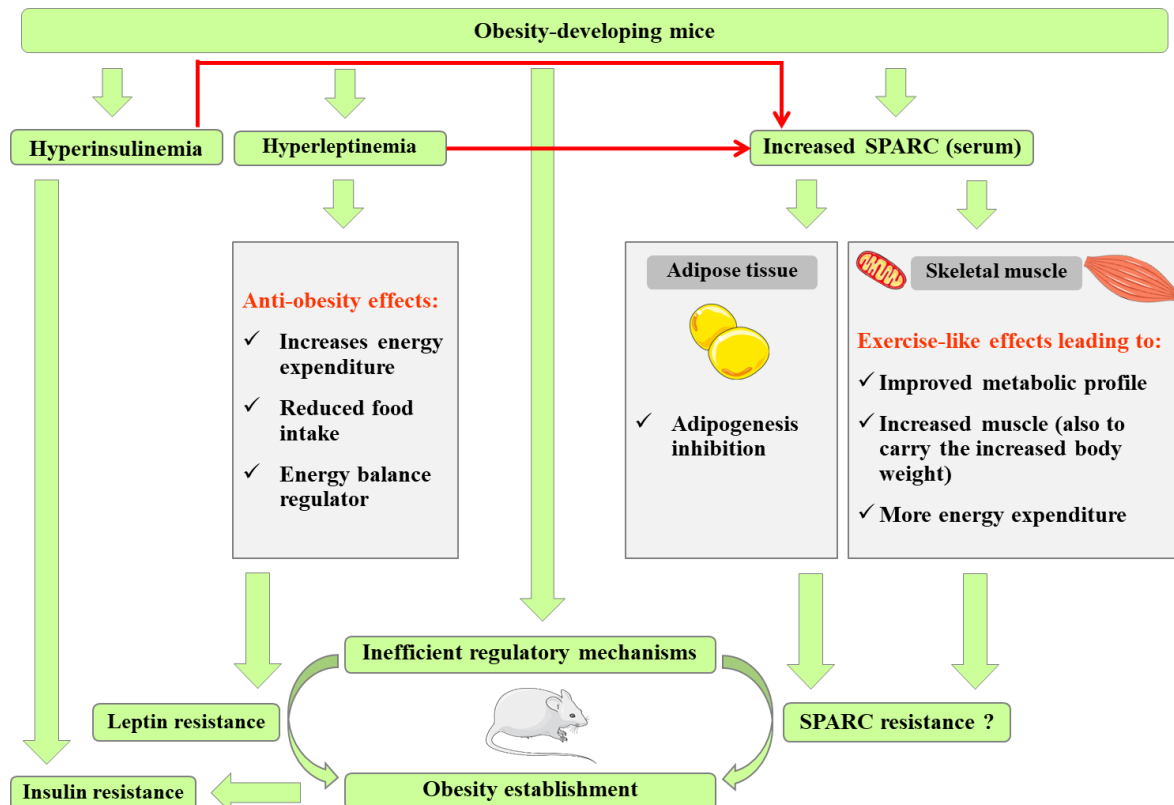 Obesity-developing mice
Hyperinsulinemia
Hyperleptinemia
Increased SPARC (serum)
Anti-obesity effects:
✓ Increases energy
expenditure
✓ Reduced food
intake
✓ Energy balance
regulator
Adipose tissue
✓ Adipogenesis
inhibition
Skeletal muscle
Exercise-like effects leading to:
✓ Improved metabolic profile
✓ Increased muscle (also to
carry the increased body
weight)
✓ More energy expenditure
Inefficient regulatory mechanisms
Leptin resistance
SPARC resistance ?
Insulin resistance
Obesity establishment